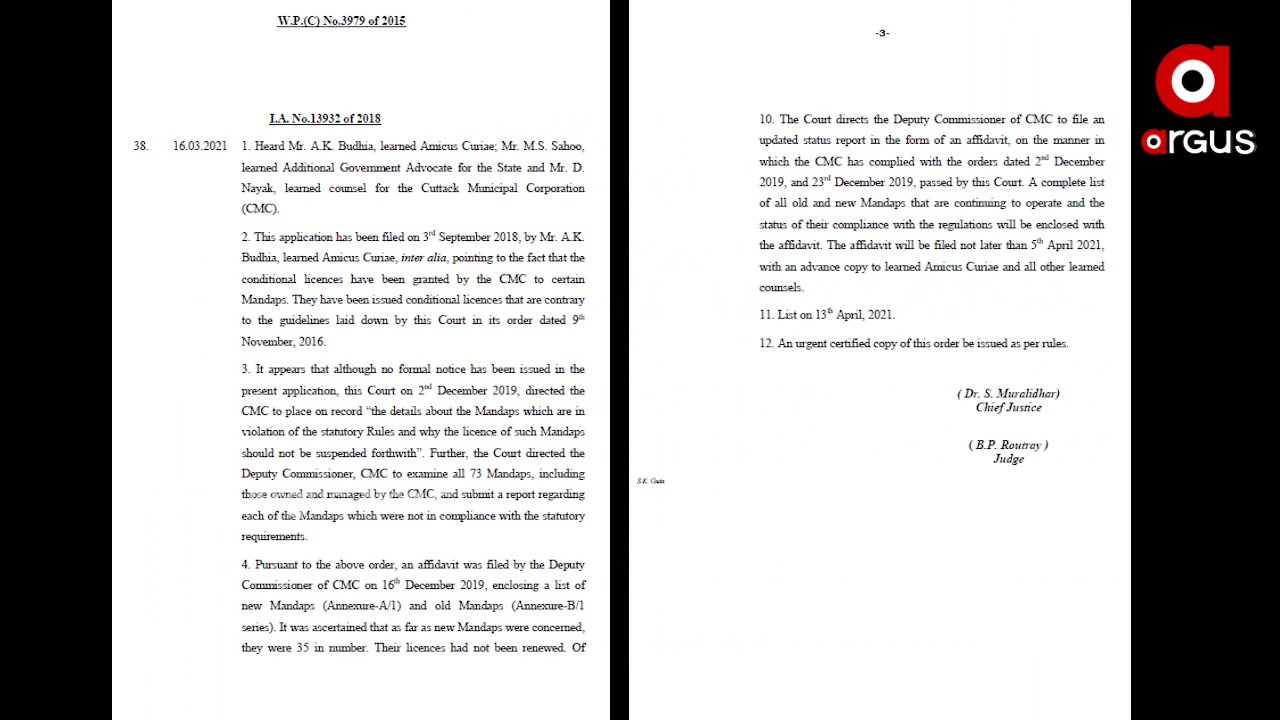 W.P.(C) No.3979 of 2015
I.A. No.13932 of 2018
38. 16.03.2021 1. Heard Mr. A.K. Budhia, learned Amicus Curiae; Mr. M.S. Sahoo,
learned Additional Government Advocate for the State and Mr. D.
Nayak, learned counsel for the Cuttack Municipal Corporation
(CMC).
2. This application has been filed on 3rd September 2018, by Mr. A.K.
Budhia, learned Amicus Curiae, inter alia, pointing to the fact that the
conditional licences have been granted by the CMC to certain
Mandaps. They have been issued conditional licences that are contrary
to the guidelines laid down by this Court in its order dated 9th
November, 2016.
3. It appears that although no formal notice has been issued in the
present application, this Court on 2nd December 2019, directed the
CMC to place on record “the details about the Mandaps which are in
violation of the statutory Rules and why the licence of such Mandaps
should not be suspended forthwith”. Further, the Court directed the
Deputy Commissioner, CMC to examine all 73 Mandaps, including
those owned and managed by the CMC, and submit a report regarding
each of the Mandaps which were not in compliance with the statutory
requirements.
4. Pursuant to the above order, an affidavit was filed by the Deputy
Commissioner of CMC on 16th December 2019, enclosing a list of
new Mandaps (Annexure-A/1) and old Mandaps (Annexure-B/1
series). It was ascertained that as far as new Mandaps were concerned,
they were 35 in number. Their licences had not been renewed. Of
-3-
10. The Court directs the Deputy Commissioner of CMC to file an
updated status report in the form of an affidavit, on the manner in
which the CMC has complied with the orders dated 2nd December
2019, and 23rd December 2019, passed by this Court. A complete list
of all old and new Mandaps that are continuing to operate and the
status of their compliance with the regulations will be enclosed with
the affidavit. The affidavit will be filed not later than 5th April 2021,
with an advance copy to learned Amicus Curiae and all other learned
counsels.
11. List on 13th April, 2021.
12. An urgent certified copy of this order be issued as per rules.
( Dr. S. Muralidhar)
Chief Justice
( B.P. Routray )
Judge
S.K. Guin
argus